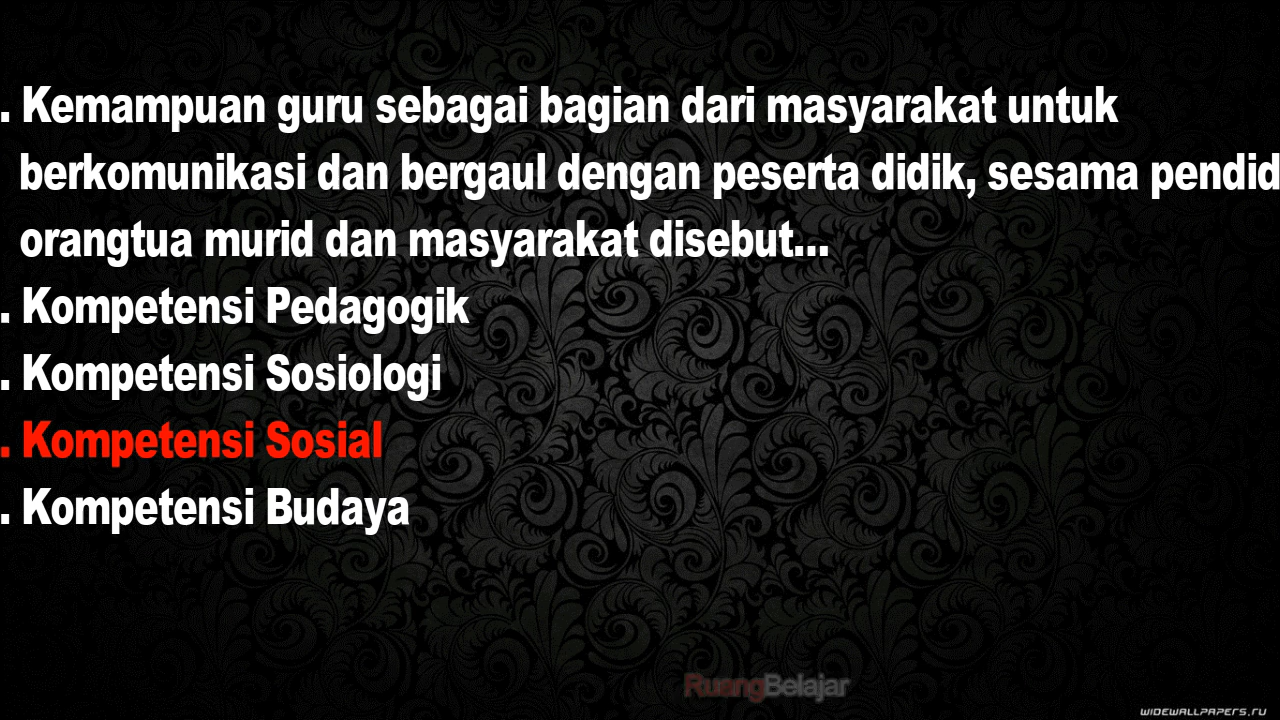 . Kemampuan guru sebagai bagian dari masyarakat untuk
berkomunikasi dan bergaul dengan peserta didik, sesama pendid
orangtua murid dan masyarakat disebut...
. Kompetensi Pedagogik
. Kompetensi Sosiologi
. Kompetensi Sosial
. Kompetensi Budaya
RuangBelajar
WIDEWALLPAPERS.RU